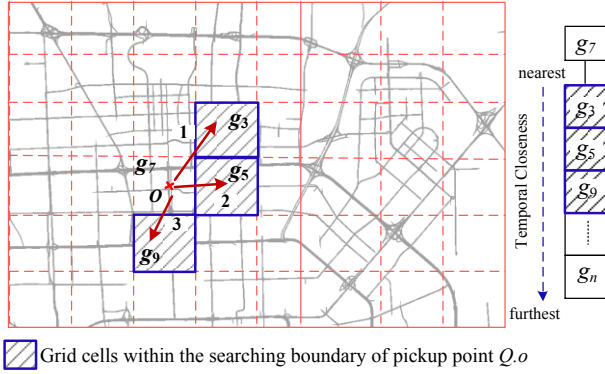 g7
nearest
1
g3
g3
g7
g5
g5
o
2
g9
3
g9
Temporal Closeness
gn
furthest
Grid cells within the searching boundary of pickup point Q.o